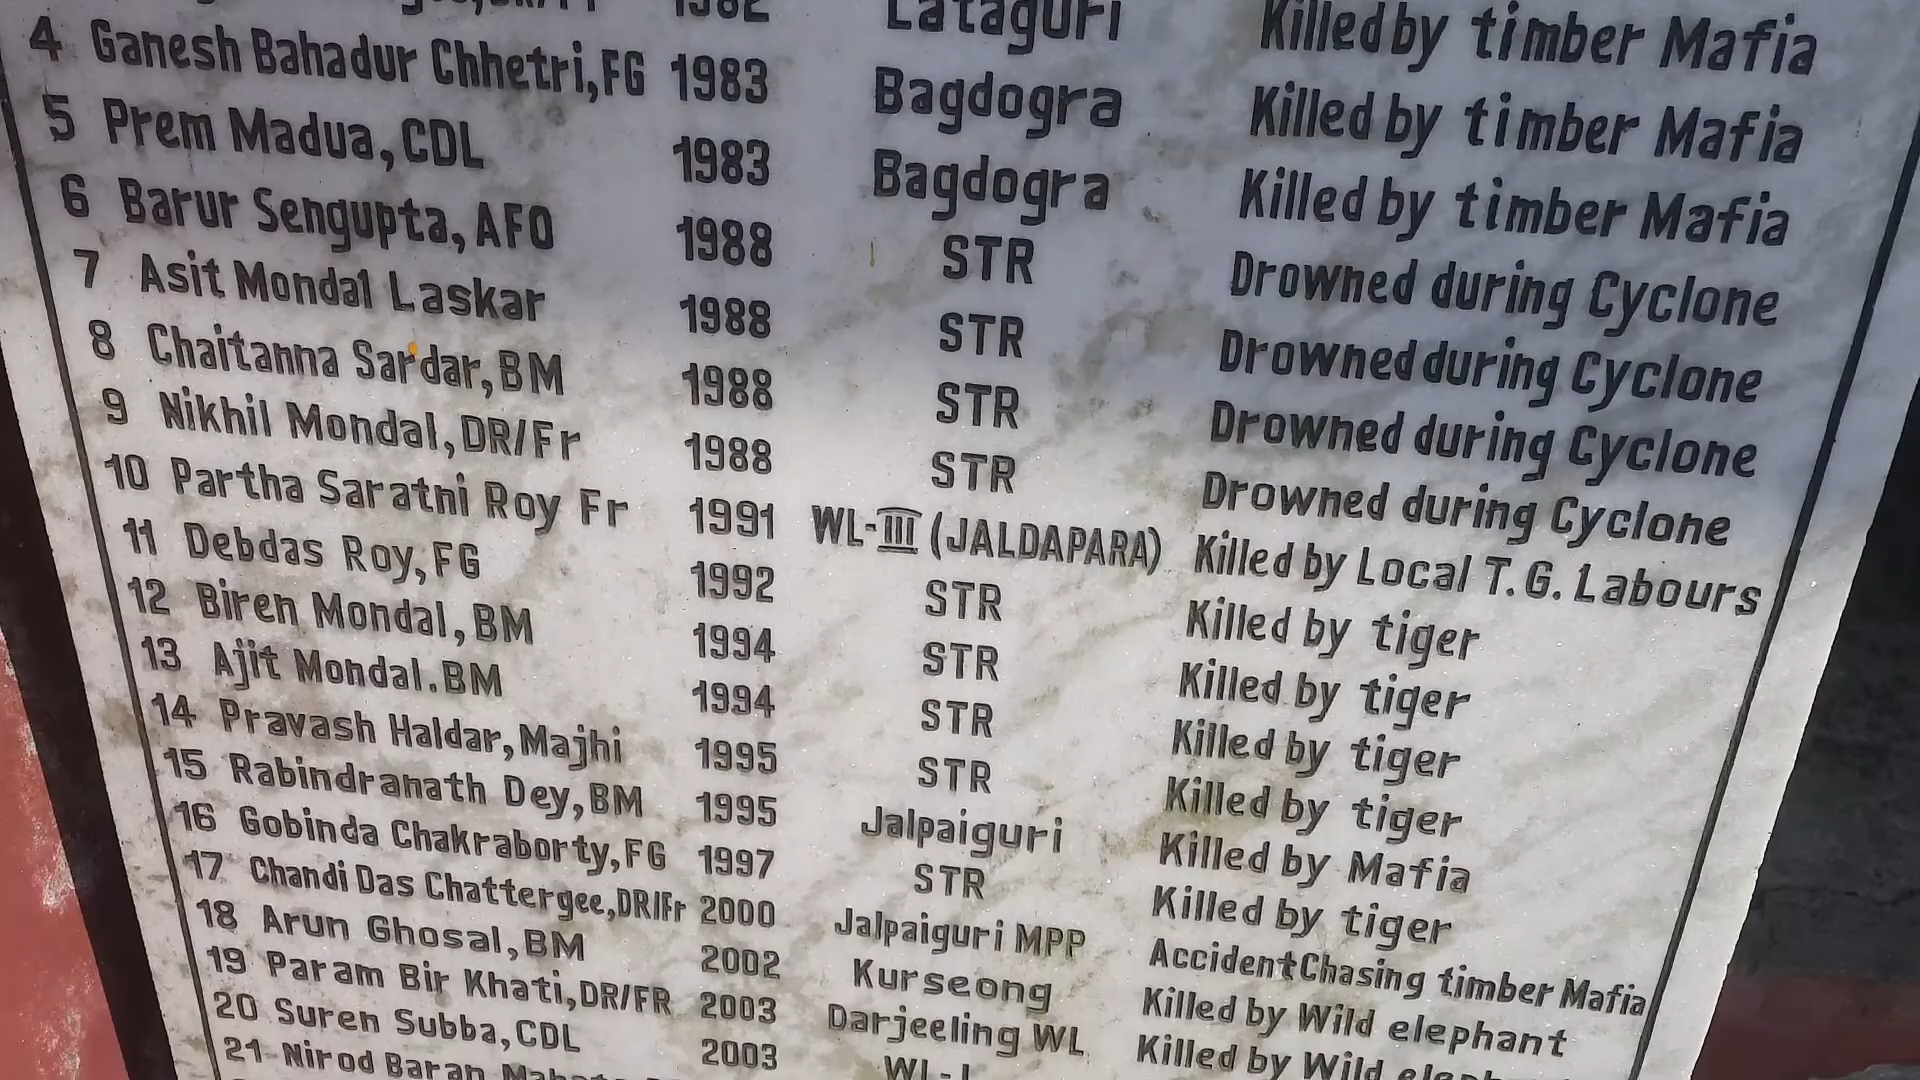 1982 Lataguri Killed by timber Mafia
4 Ganesh Bahadur Chhetri, FG 1983 Bagdogra Killed by timber Mafia
5 Prem Madua, CDL 1983 Bagdogra Killed by timber Mafia
6 Barur Sengupta, AFO 1988 STR Drowned during Cyclone
7 Asit Mondal Laskar 1988 STR Drowned during Cyclone
8 Chaitanna Sardar, BM 1988 STR Drowned during Cyclone
9 Nikhil Mondal, DR/Fr 1988 STR Drowned during Cyclone
10 Partha Saratni Roy Fr 1991 WL-III (JALDAPARA) Killed by Local T.G. Labours
11 Debdas Roy, FG 1992 STR Killed by tiger
12 Biren Mondal, BM 1994 STR Killed by tiger
13 Ajit Mondal.BM 1994 STR Killed by tiger
14 Pravash Haldar, Majhi 1995 STR Killed by tiger
15 Rabindranath Dey, BM 1995 Jalpaiguri Killed by Mafia
16 Gobinda Chakraborty, FG 1997 STR Killed by tiger
17 Chandi Das Chattergee, DR/Fr 2000 Jalpaiguri MPP Accident Chasing timber Mafia
18 Arun Ghosal, BM 2002 Kurseong Killed by Wild elephant
19 Param Bir Khati, DR/FR 2003 Darjeeling WL Killed by Wild
20 Suren Subba, CDL 2003 WL-I
21 Nirod Baran